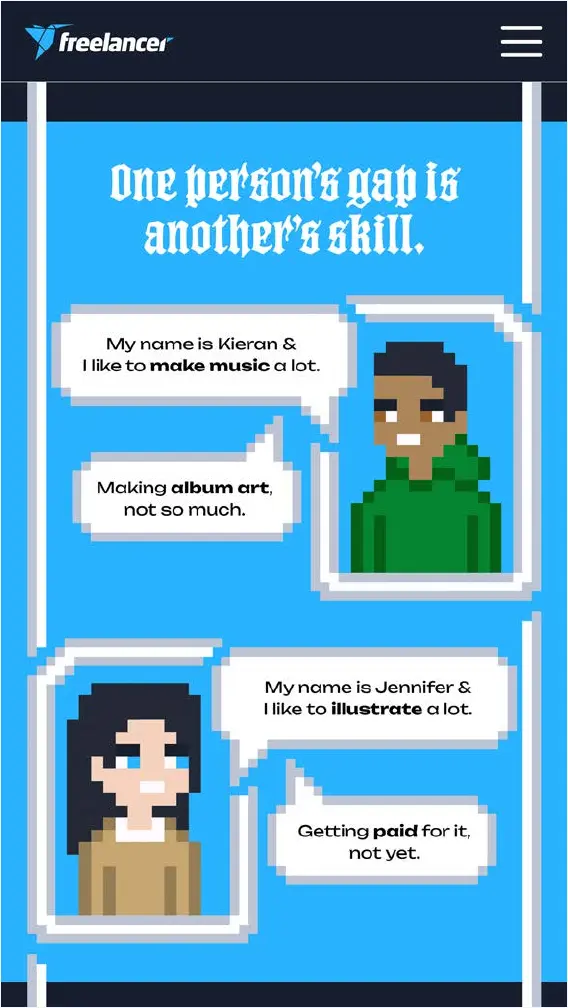 freelancer
One person's gap is
another's skill.
My name is Kieran &
I like to make music a lot.
Making album art,
not so much.
My name is Jennifer &
I like to illustrate a lot.
Getting paid for it,
not yet.